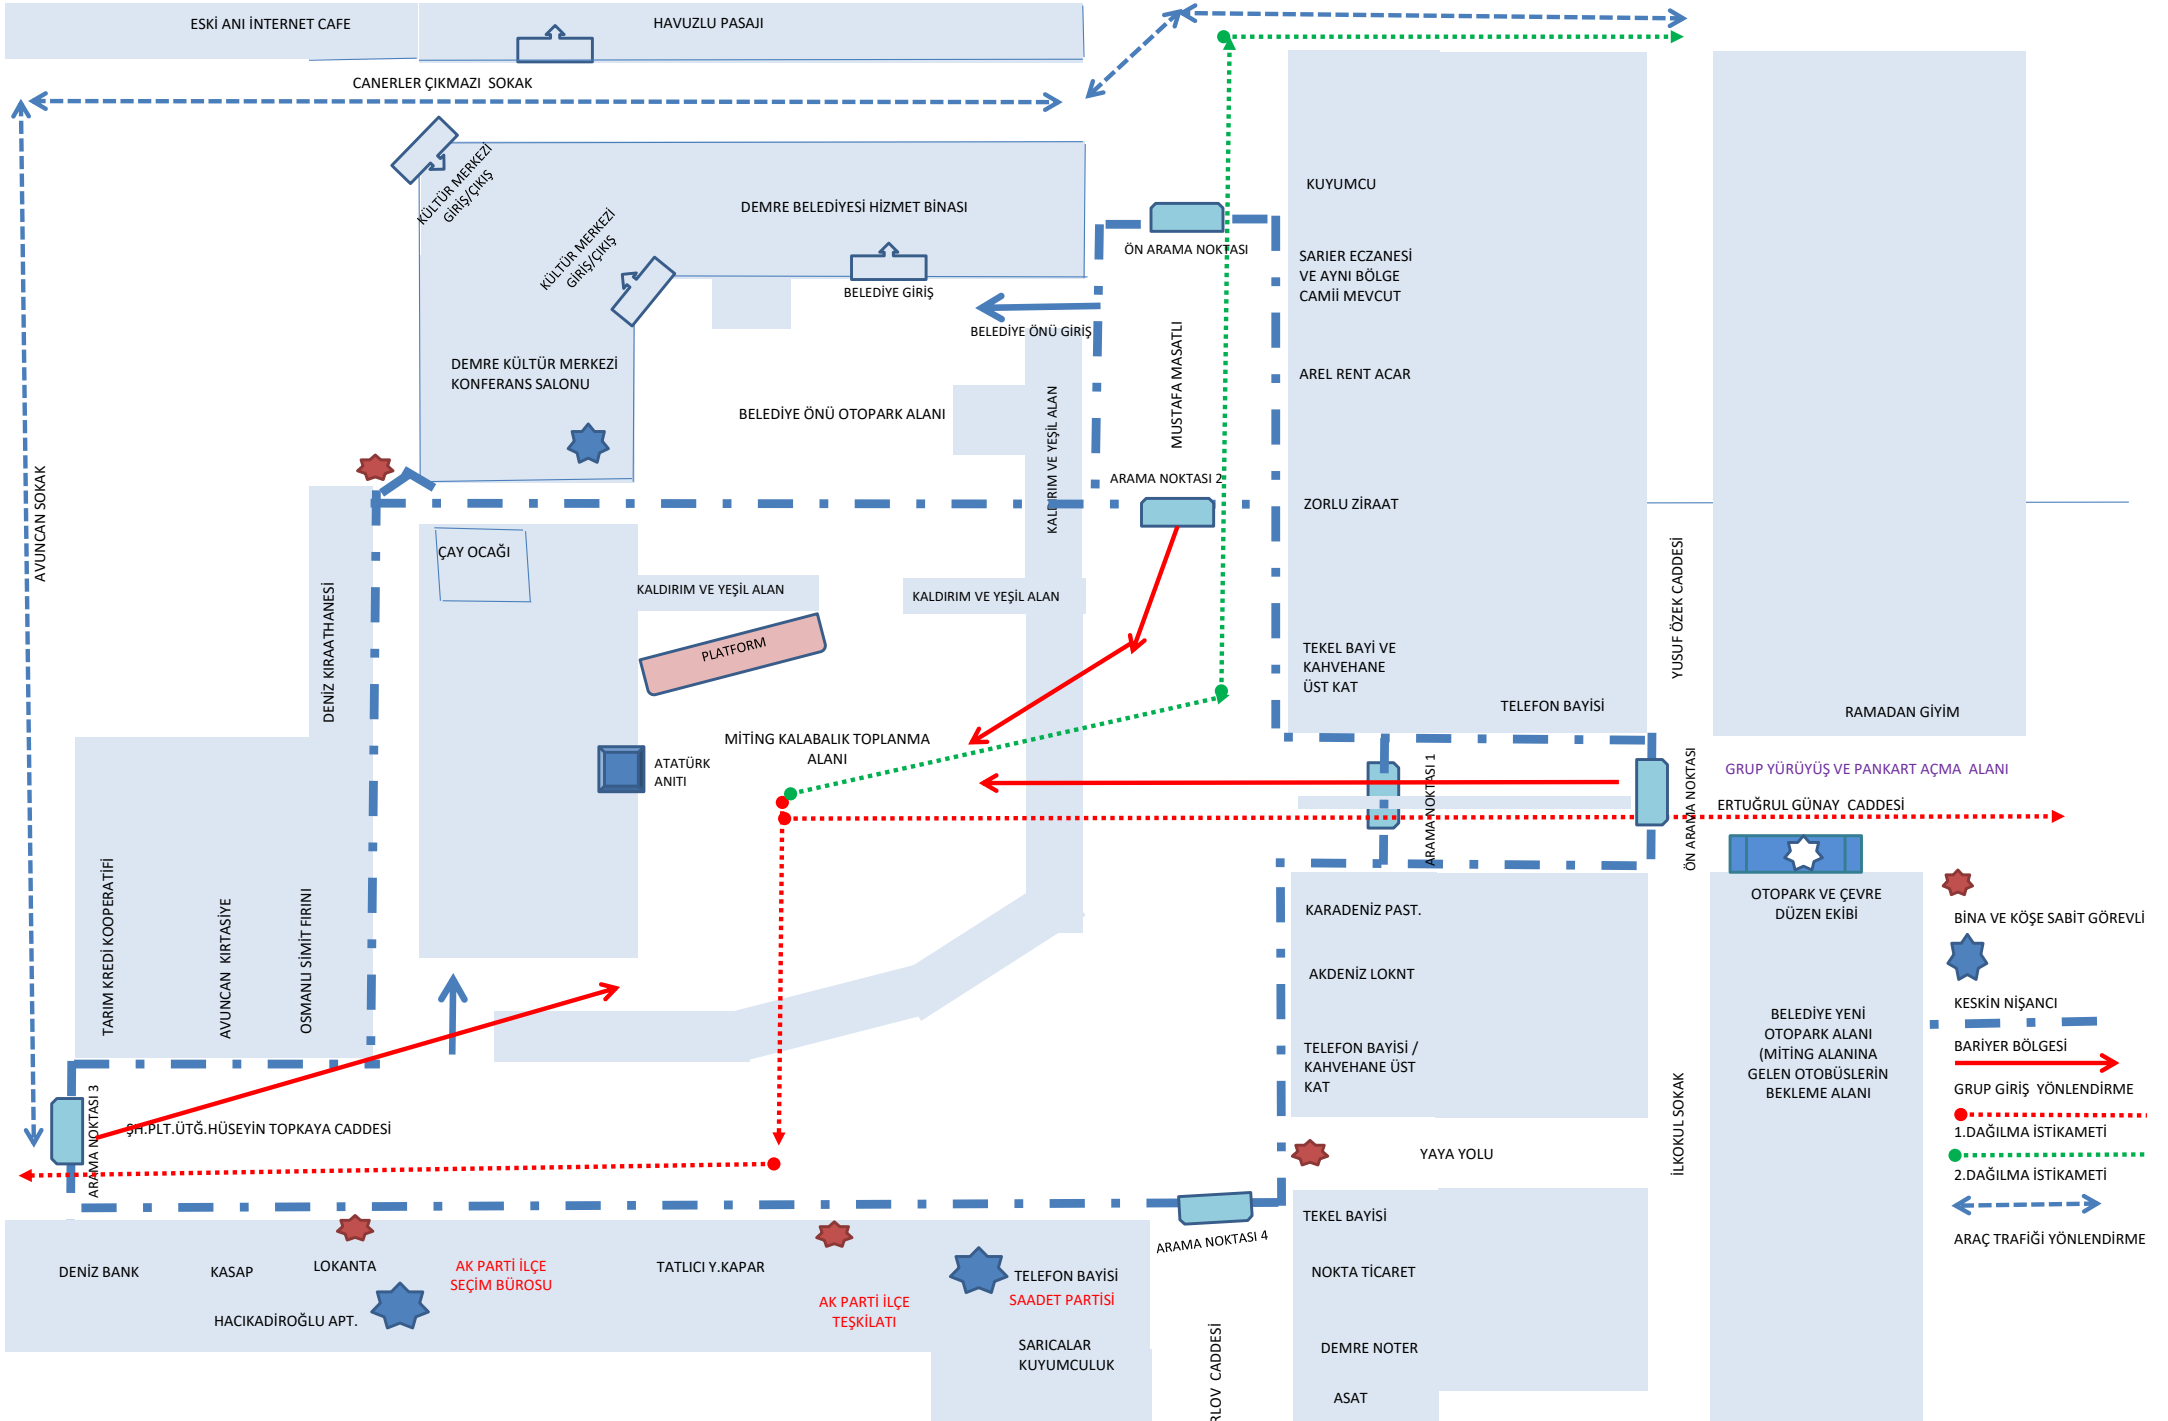 ESKİ ANI İNTERNET CAFE
HAVUZLU PASAJI
CANERLER ÇIKMAZI  SOKAK
KÜLTÜR MERKEZİ
GİRİŞ/ÇIKIŞ
KÜLTÜR MERKEZİ
GİRİŞ/ÇIKIŞ
DEMRE BELEDİYESİ HİZMET BİNASI
BELEDİYE GİRİŞ
ÖN ARAMA NOKTASI
BELEDİYE ÖNÜ GİRİŞ
KUYUMCU
SARIER ECZANESİ
VE AYNI BÖLGE
CAMİİ MEVCUT
DEMRE KÜLTÜR MERKEZİ
KONFERANS SALONU
MUSTAFA MASATLI
AREL RENT ACAR
BELEDİYE ÖNÜ OTOPARK ALANI
KALDIRIM VE YEŞİL ALAN
AVUNCAN SOKAK
ARAMA NOKTASI 2
ZORLU ZİRAAT
ÇAY OCAĞI
KALDIRIM VE YEŞİL ALAN
KALDIRIM VE YEŞİL ALAN
DENİZ KIRAATHANESİ
YUSUF ÖZEK CADDESİ
PLATFORM
TEKEL BAYİ VE
KAHVEHANE
ÜST KAT
TELEFON BAYİSİ
RAMADAN GİYİM
MİTİNG KALABALIK TOPLANMA
ALANI
ATATÜRK
ANITI
ARAMA NOKTASI 1
ÖN ARAMA NOKTASI
GRUP YÜRÜYÜŞ VE PANKART AÇMA  ALANI
ERTUĞRUL GÜNAY  CADDESİ
OTOPARK VE ÇEVRE
DÜZEN EKİBİ
TARIM KREDİ KOOPERATİFİ
AVUNCAN  KIRTASİYE
OSMANLI SİMİT FIRINI
KARADENİZ PAST.
AKDENİZ LOKNT
TELEFON BAYİSİ /
KAHVEHANE ÜST
KAT
BELEDİYE YENİ
OTOPARK ALANI
(MİTİNG ALANINA
GELEN OTOBÜSLERİN
BEKLEME ALANI
BİNA VE KÖŞE SABİT GÖREVLİ
KESKİN NİŞANCI
BARİYER BÖLGESİ
GRUP GİRİŞ  YÖNLENDİRME
1.DAĞILMA İSTİKAMETİ
2.DAĞILMA İSTİKAMETİ
ARAÇ TRAFİĞİ YÖNLENDİRME
ARAMA NOKTASI 3
ŞH.PLT.ÜTĞ.HÜSEYİN TOPKAYA CADDESİ
YAYA YOLU
İLKOKUL SOKAK
ARAMA NOKTASI 4
TEKEL BAYİSİ
NOKTA TİCARET
DEMRE NOTER
ASAT
DENİZ BANK
KASAP
LOKANTA
HACIKADİROĞLU APT.
AK PARTİ İLÇE
SEÇİM BÜROSU
TATLICI Y.KAPAR
AK PARTİ İLÇE
TEŞKİLATI
TELEFON BAYİSİ
SAADET PARTİSİ
SARICALAR
KUYUMCULUK
RLOV  CADDESİ